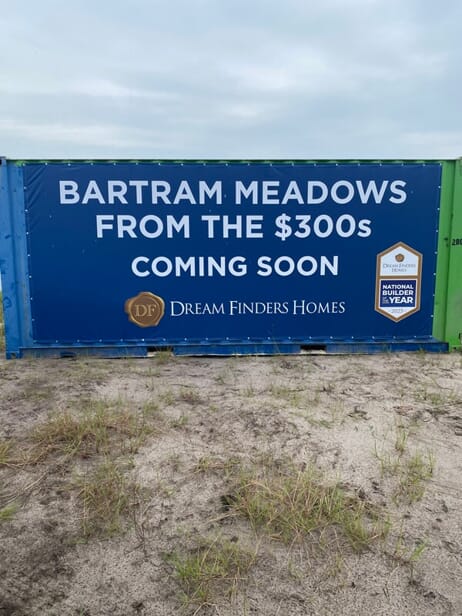 BARTRAM MEADOWS
FROM THE $300s
COMING SOON
DF
DREAM FINDERS HOMES
DREAM FINDERS
HOMES
NATIONAL
BUILDER
OF THE
YEAR